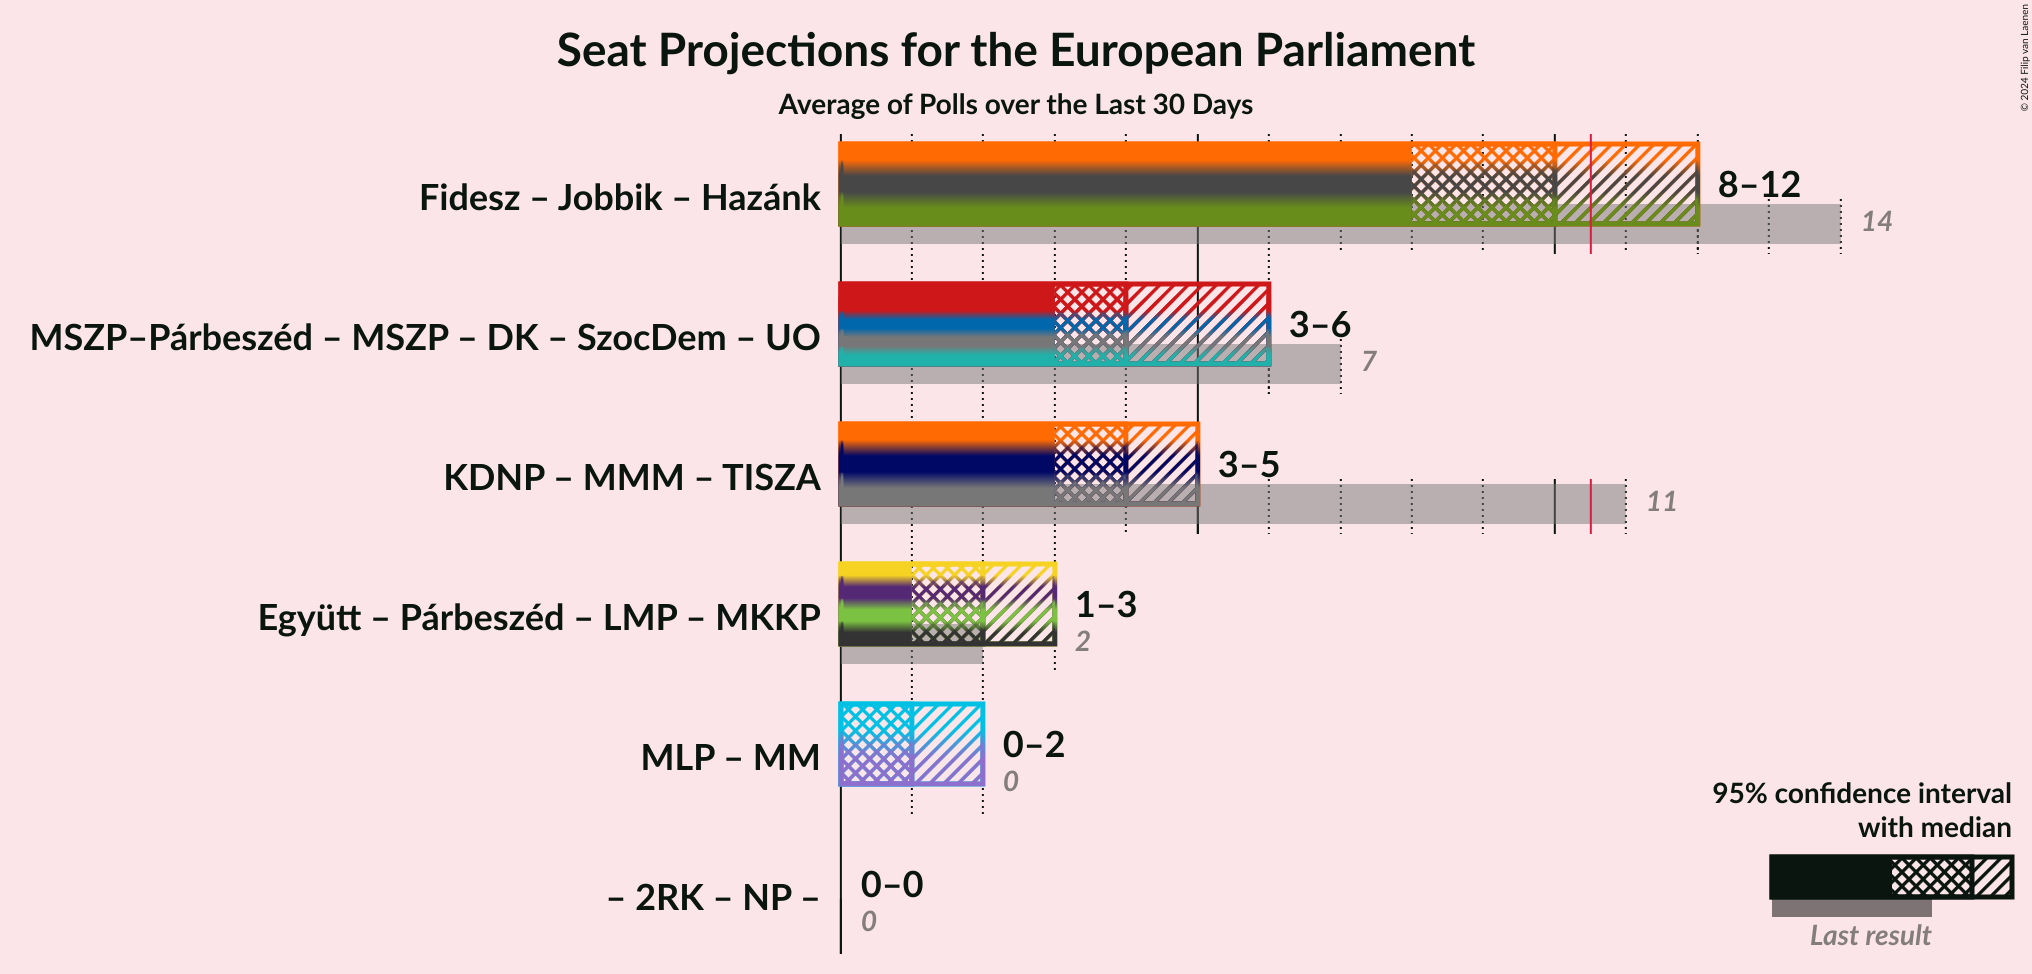 Seat Projections for the European Parliament
Average of Polls over the Last 30 Days
© 2024 Filip van Laenen
Fidesz – Jobbik – Hazánk
8–12
14
MSZP–Párbeszéd – MSZP – DK – SzocDem – UO
3–6
7
KDNP – MMM – TISZA
3–5
11
Együtt – Párbeszéd – LMP – MKKP
1–3
2
MLP – MM
0–2
0
– 2RK – NP –
0–0
0
95% confidence interval
with median
Last result